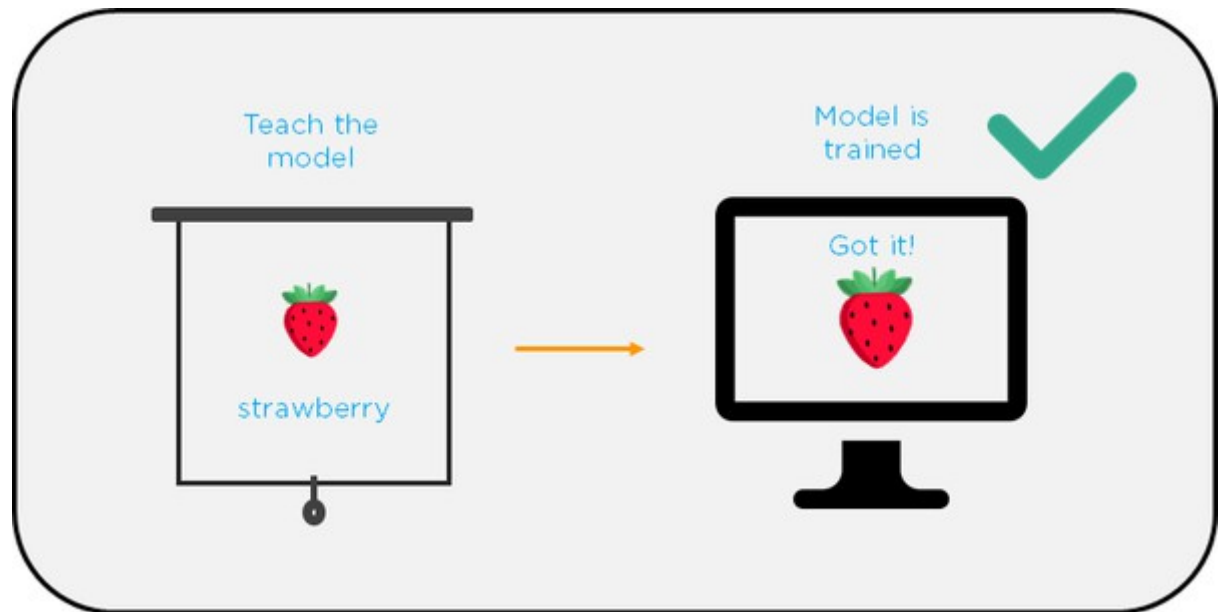 Teach the
model
strawberry
Model is
trained
Got it!